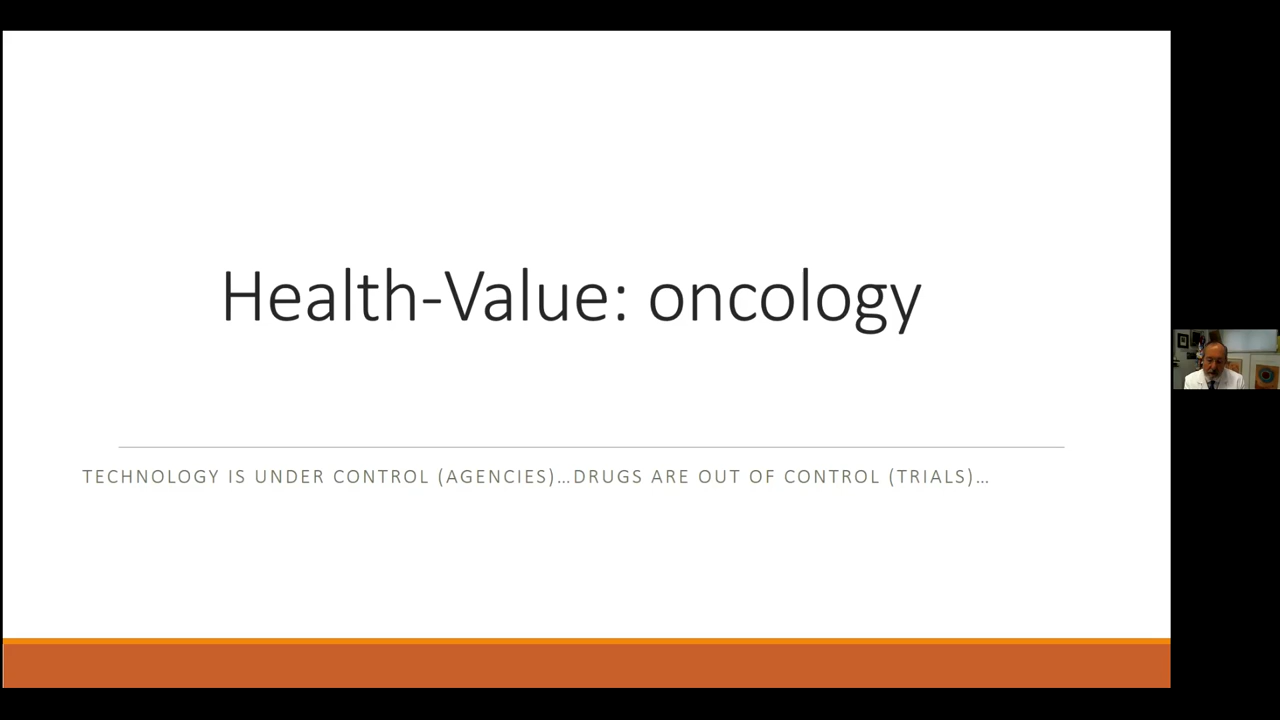 Health-Value: oncology
TECHNOLOGY IS UNDER CONTROL (AGENCIES)…DRUGS ARE OUT OF CONTROL (TRIALS)…